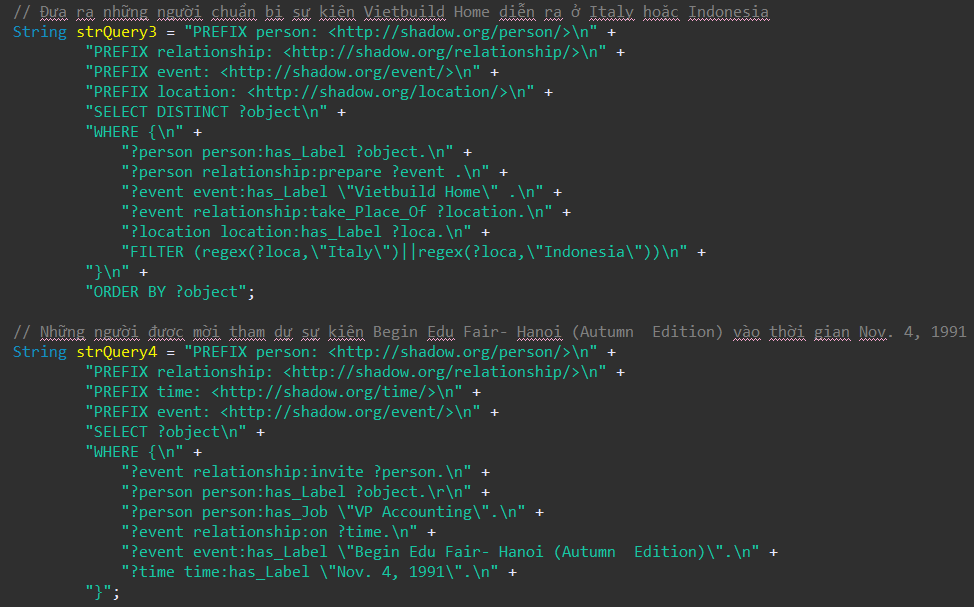 // Đưa ra những người chuẩn bị sự kiện Vietbuild Home diễn ra ở Italy hoặc Indonesia
String strQuery3 = "PREFIX person: <http://shadow.org/person/>\n" +
"PREFIX relationship: <http://shadow.org/relationship/>\n" +
"PREFIX event: <http://shadow.org/event/>\n" +
"PREFIX location: <http://shadow.org/location/>\n" +
"SELECT DISTINCT ?object\n" +
"WHERE {\n" +
"?person person:has_Label ?object.\n" +
"?person relationship:prepare ?event .\n" +
"?event event:has_Label \"Vietbuild Home\" .\n" +
"?event relationship:take_Place_Of ?location.\n" +
"?location location:has_Label ?loca.\n" +
"FILTER (regex(?loca,\"Italy\")||regex(?loca,\"Indonesia\"))\n" +
"}\n" +
"ORDER BY ?object";
// Những người được mời tham dự sự kiện Begin Edu Fair- Hanoi (Autumn  Edition) vào thời gian Nov. 4, 1991
String strQuery4 = "PREFIX person: <http://shadow.org/person/>\n" +
"PREFIX relationship: <http://shadow.org/relationship/>\n" +
"PREFIX time: <http://shadow.org/time/>\n" +
"PREFIX event: <http://shadow.org/event/>\n" +
"SELECT ?object\n" +
"WHERE {\n" +
"?event relationship:invite ?person.\n" +
"?person person:has_Label ?object.\r\n" +
"?person person:has_Job \"VP Accounting\".\n" +
"?event relationship:on ?time.\n" +
"?event event:has_Label \"Begin Edu Fair- Hanoi (Autumn  Edition)\".\n" +
"?time time:has_Label \"Nov. 4, 1991\".\n" +
"}";